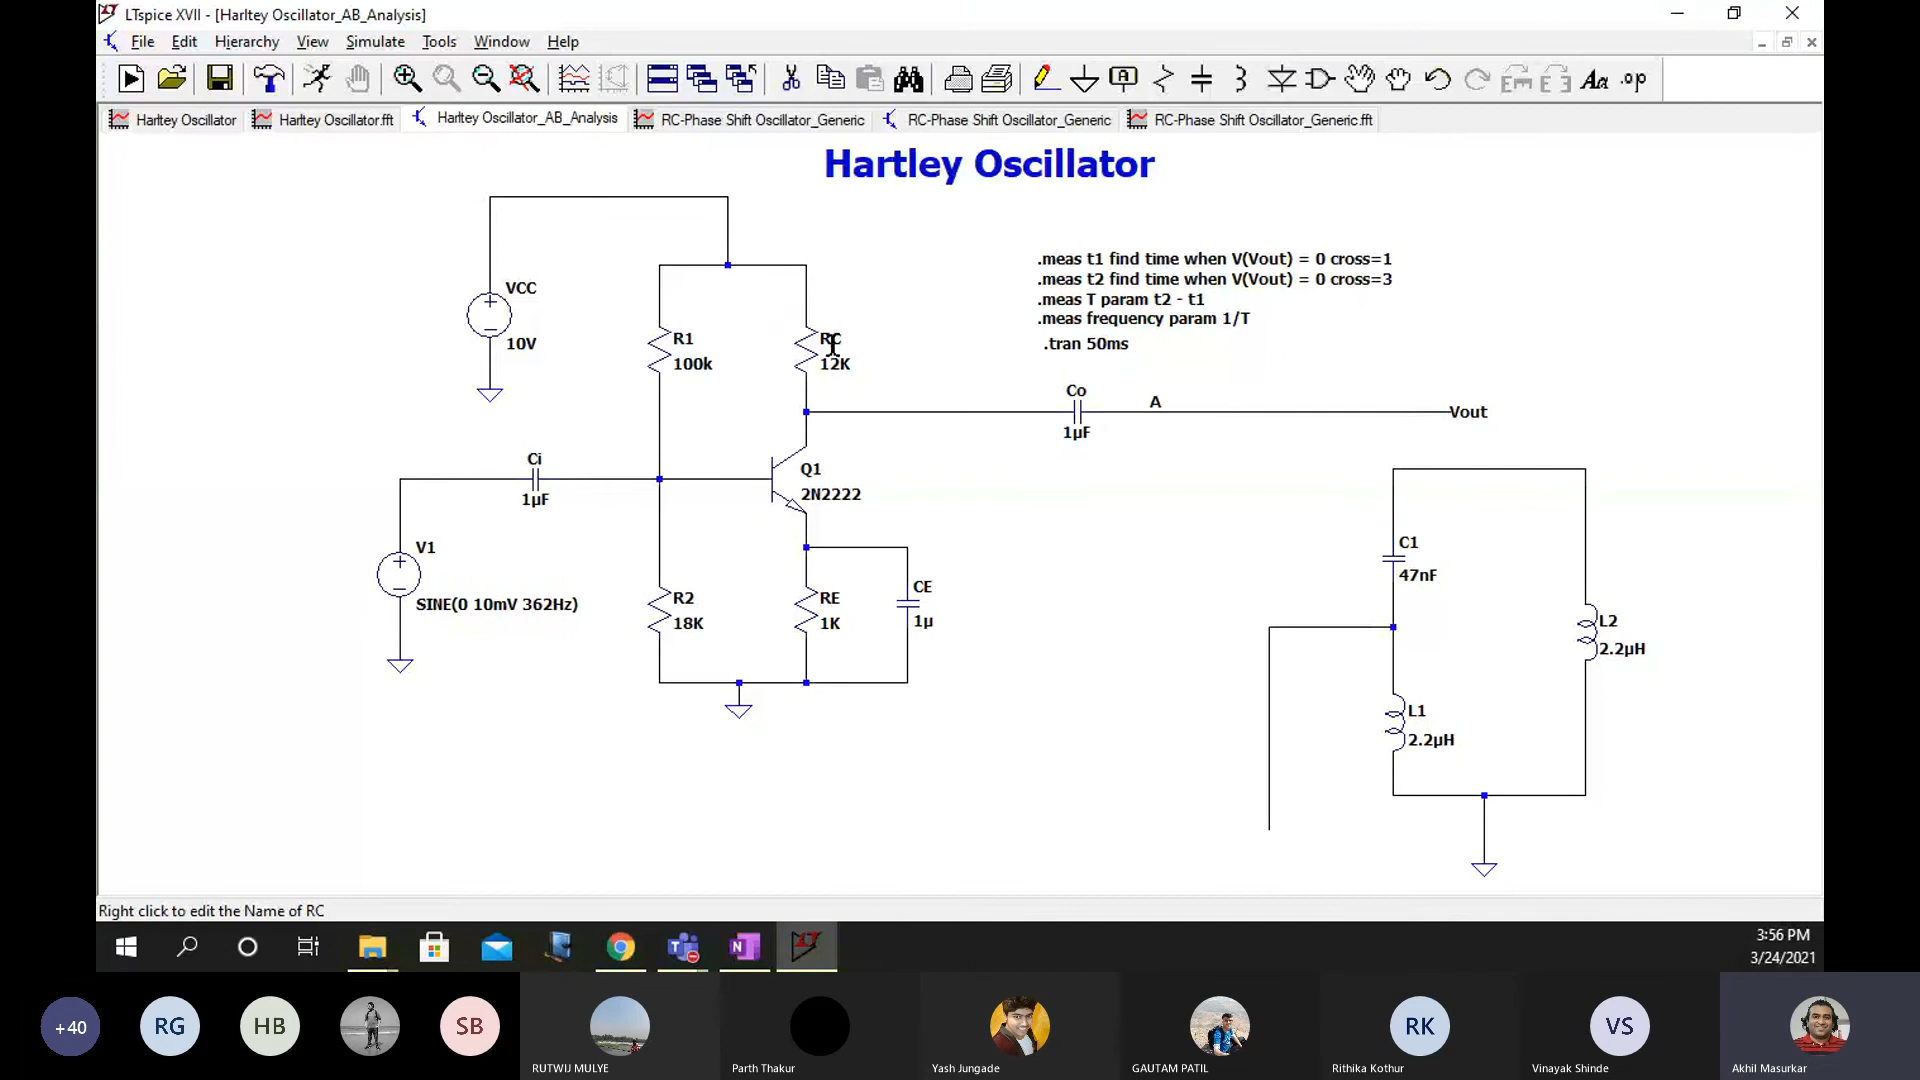 LTspice XVII - [Harltey Oscillator_AB_Analysis]
File Edit Hierarchy View Simulate Tools Window Help
Aa .op
Harltey Oscillator
Harltey Oscillator.fft
Harltey Oscillator_AB_Analysis
RC-Phase Shift Oscillator_Generic
RC-Phase Shift Oscillator_Generic
RC-Phase Shift Oscillator_Generic.fft
Hartley Oscillator
.meas t1 find time when V(Vout) = 0 cross=1
.meas t2 find time when V(Vout) = 0 cross=3
.meas T param t2 - t1
.meas frequency param 1/T
.tran 50ms
VCC
10V
R1
100k
RC
12K
Co
1µF
A
Vout
Ci
1µF
Q1
2N2222
V1
SINE(0 10mV 362Hz)
R2
18K
RE
1K
CE
1µ
C1
47nF
L2
2.2µH
L1
2.2µH
Right click to edit the Name of RC
3:56 PM
3/24/2021
+40
RG
HB
SB
RUTWIJ MULYE
Parth Thakur
Yash Jungade
GAUTAM PATIL
RK
Rithika Kothur
VS
Vinayak Shinde
Akhil Masurkar